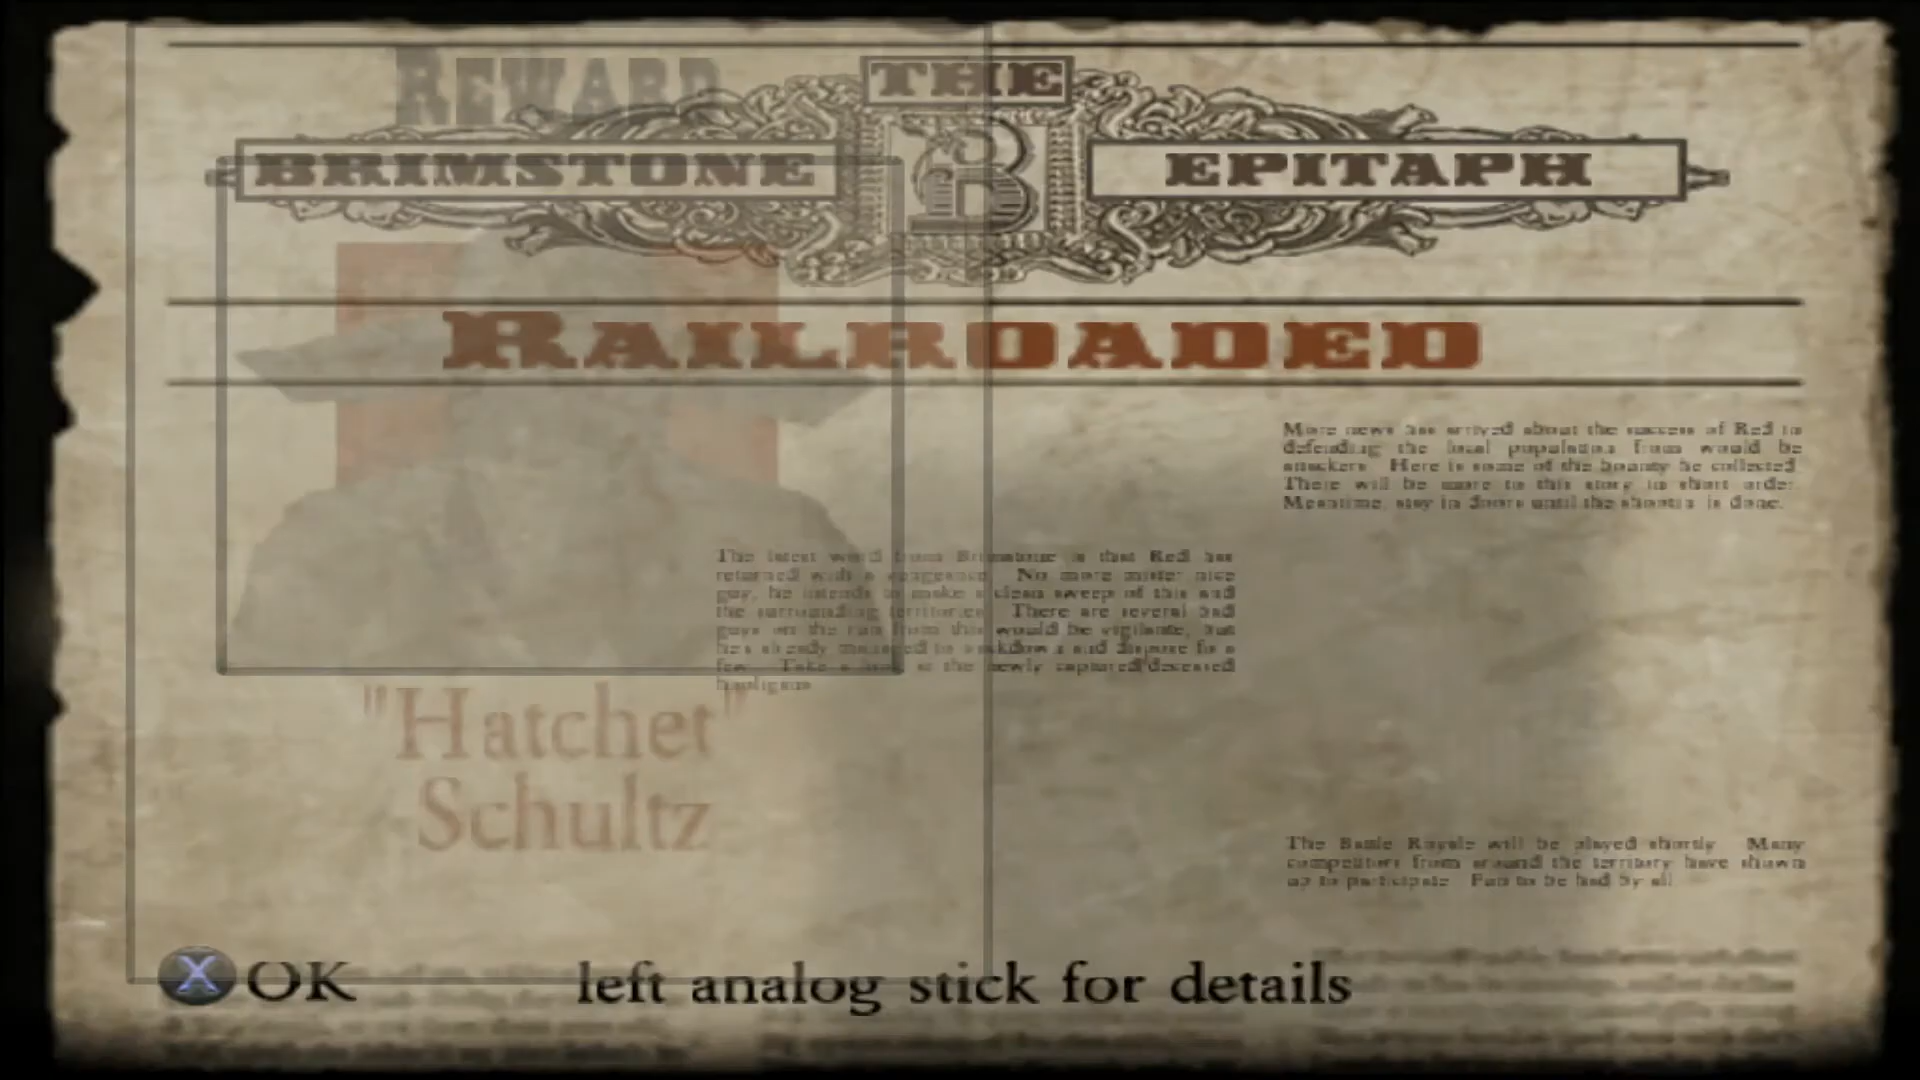 REWARD
THE
BRIMSTONE B EPITAPH
RAILROADED
More news has arrived about the success of Red in
defending the local population from would be
attackers. Here is some of the bounty he collected.
There will be more to this story in short order.
Meantime, stay in doors until the shootin is done.
The latest word from Brimstone is that Red has
returned with a vengeance. No more mister nice
guy, he intends to make a clean sweep of this and
the surrounding territories. There are several bad
guys on the run from this would be vigilante, but
he's already managed to and dispose
few. Take a look at the newly captured/deceased
hooligans.
"Hatchet"
Schultz
The Battle Royale will be played shortly. Many
competitors from around the territory have shown
up to participate. Fun to be had by all.
X OK left analog stick for details